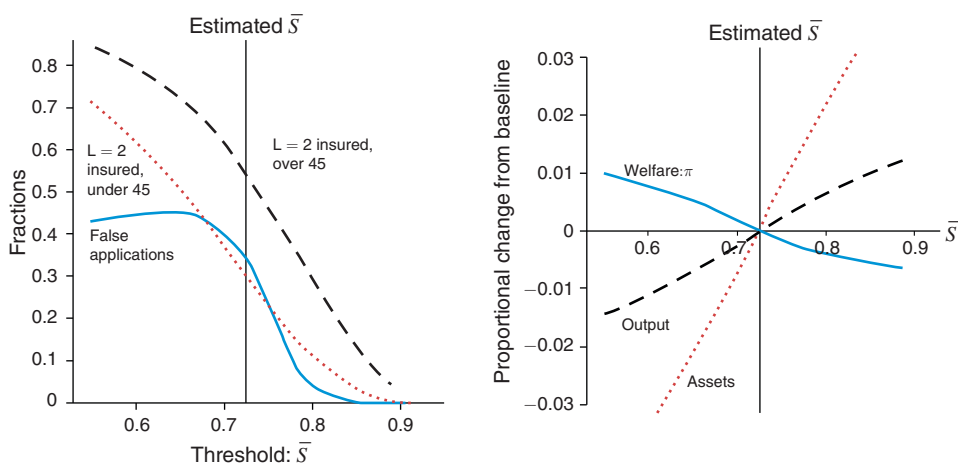 Estimated S̅
0.8
0.7
0.6
0.5
0.4
0.3
0.2
0.1
0
Fractions
L = 2
insured,
under 45
L = 2 insured,
over 45
False
applications
0.6
0.7
0.8
0.9
Threshold: S̅
Estimated S̅
0.03
0.02
0.01
0
−0.01
−0.02
−0.03
Proportional change from baseline
Welfare:π
Output
Assets
0.6
0.7
0.8
0.9
S̅